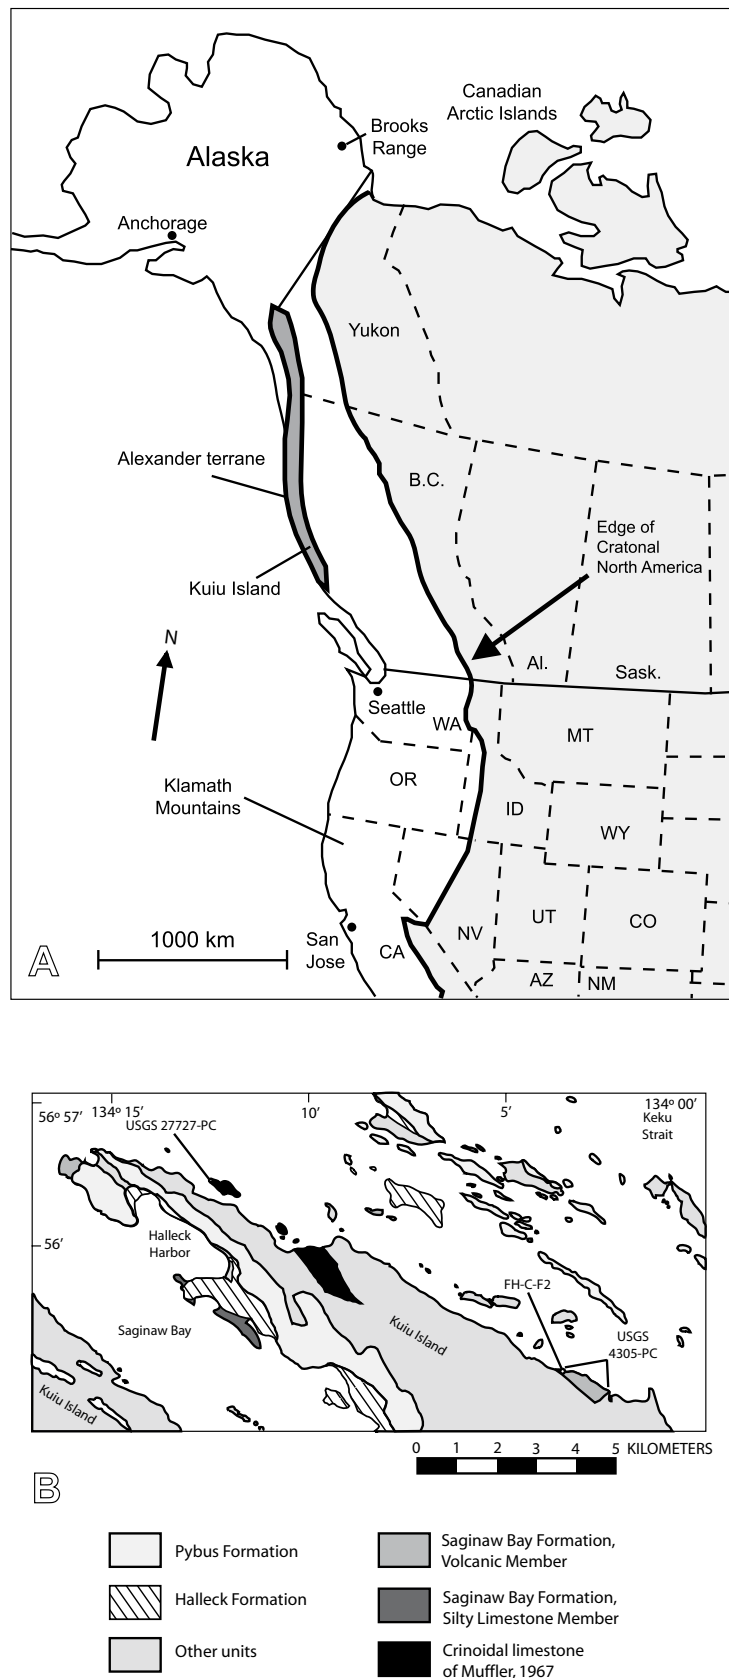 Canadian
Arctic Islands
Brooks
Range
Alaska
Anchorage
Yukon
Alexander terrane
B.C.
Edge of
Cratonal
North America
Kuiu Island
N
Al.
Sask.
Seattle
WA
MT
Klamath
Mountains
OR
ID
WY
1000 km
San
Jose
CA
NV
UT
CO
AZ
NM
A
56º 57’
134º 15’
10’
5’
134º 00’
USGS 27727-PC
Keku
Strait
56’
Halleck
Harbor
FH-C-F2
Saginaw Bay
Kuiu Island
USGS
4305-PC
Kuiu Island
0 1 2 3 4 5 KILOMETERS
B
Pybus Formation
Halleck Formation
Other units
Saginaw Bay Formation,
Volcanic Member
Saginaw Bay Formation,
Silty Limestone Member
Crinoidal limestone
of Muffler, 1967